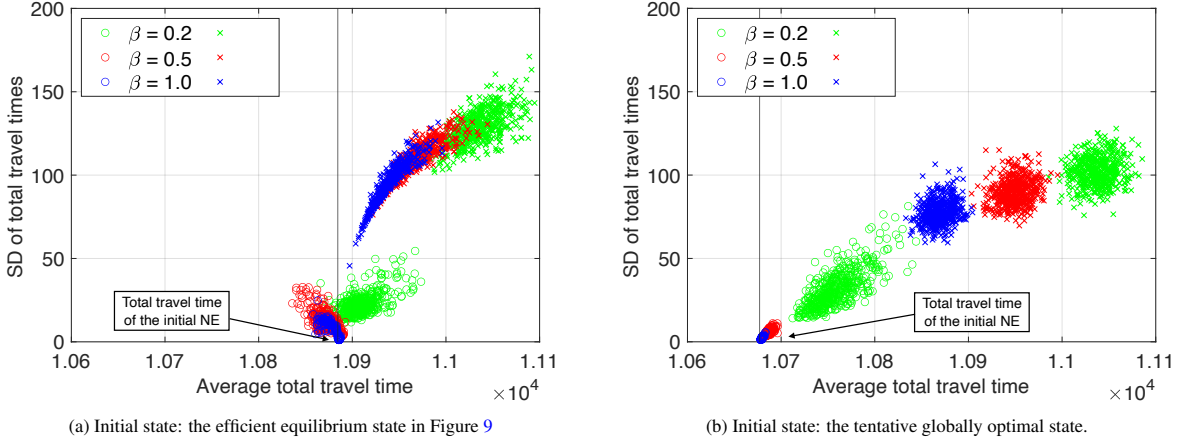 200
150
100
50
0
SD of total travel times
β = 0.2
β = 0.5
β = 1.0
Total travel time
of the initial NE
1.06
1.07
1.08
1.09
1.1
1.11
Average total travel time
×10⁴
(a) Initial state: the efficient equilibrium state in Figure 9
200
150
100
50
0
SD of total travel times
β = 0.2
β = 0.5
β = 1.0
Total travel time
of the initial NE
1.06
1.07
1.08
1.09
1.1.
1.11
Average total travel time
×10⁴
(b) Initial state: the tentative globally optimal state.